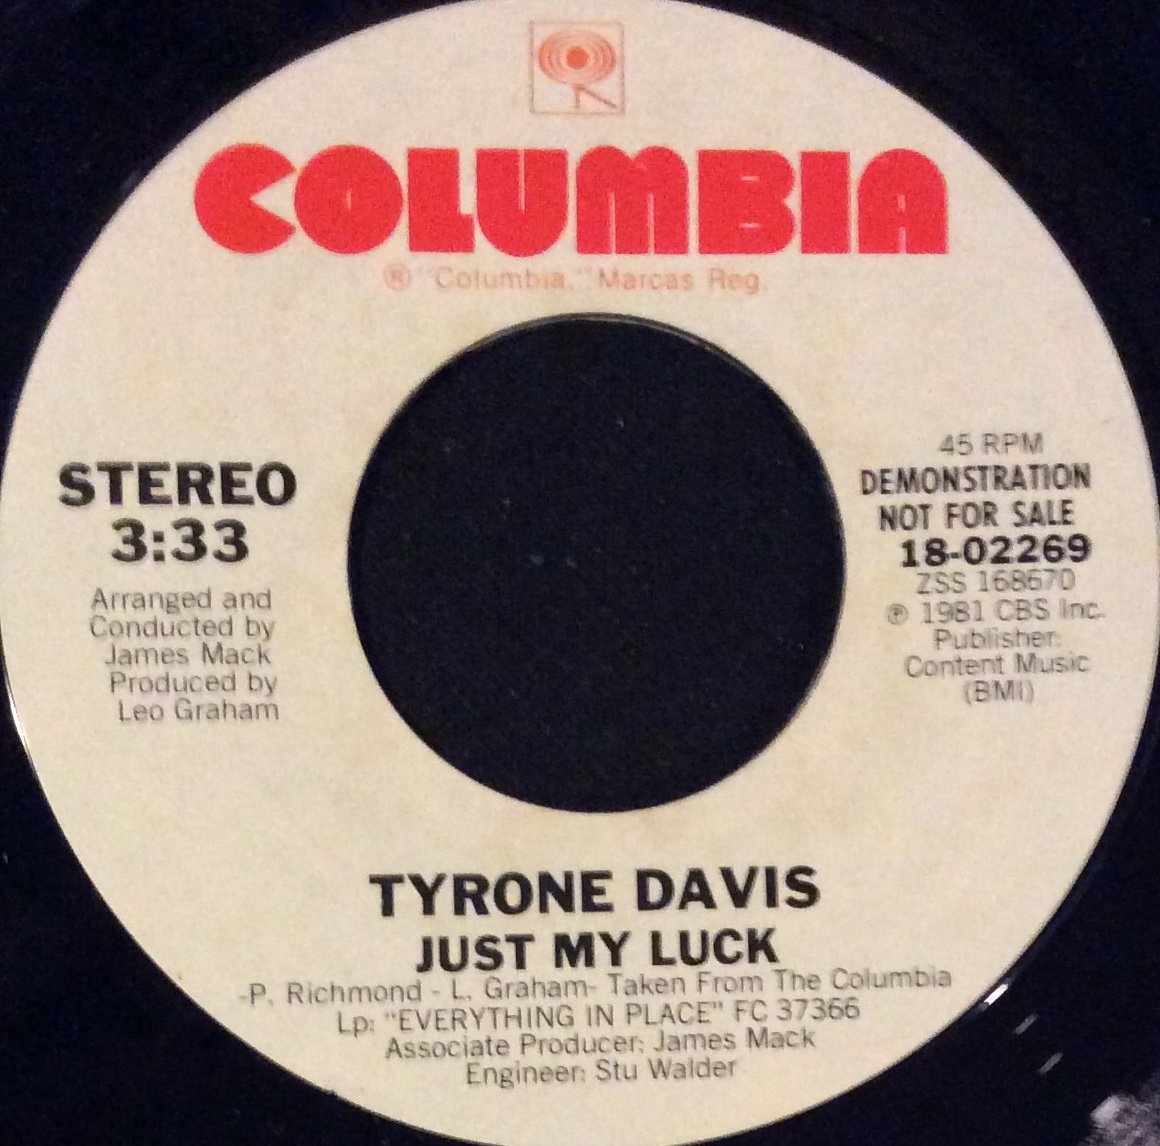 COLUMBIA
® "Columbia," Marcas Reg.
STEREO
3:33
Arranged and
Conducted by
James Mack
Produced by
Leo Graham
45 RPM
DEMONSTRATION
NOT FOR SALE
18-02269
ZSS 168670
℗ 1981 CBS Inc.
Publisher:
Content Music
(BMI)
TYRONE DAVIS
JUST MY LUCK
-P. Richmond - L. Graham- Taken From The Columbia
Lp: "EVERYTHING IN PLACE" FC 37366
Associate Producer: James Mack
Engineer: Stu Walder